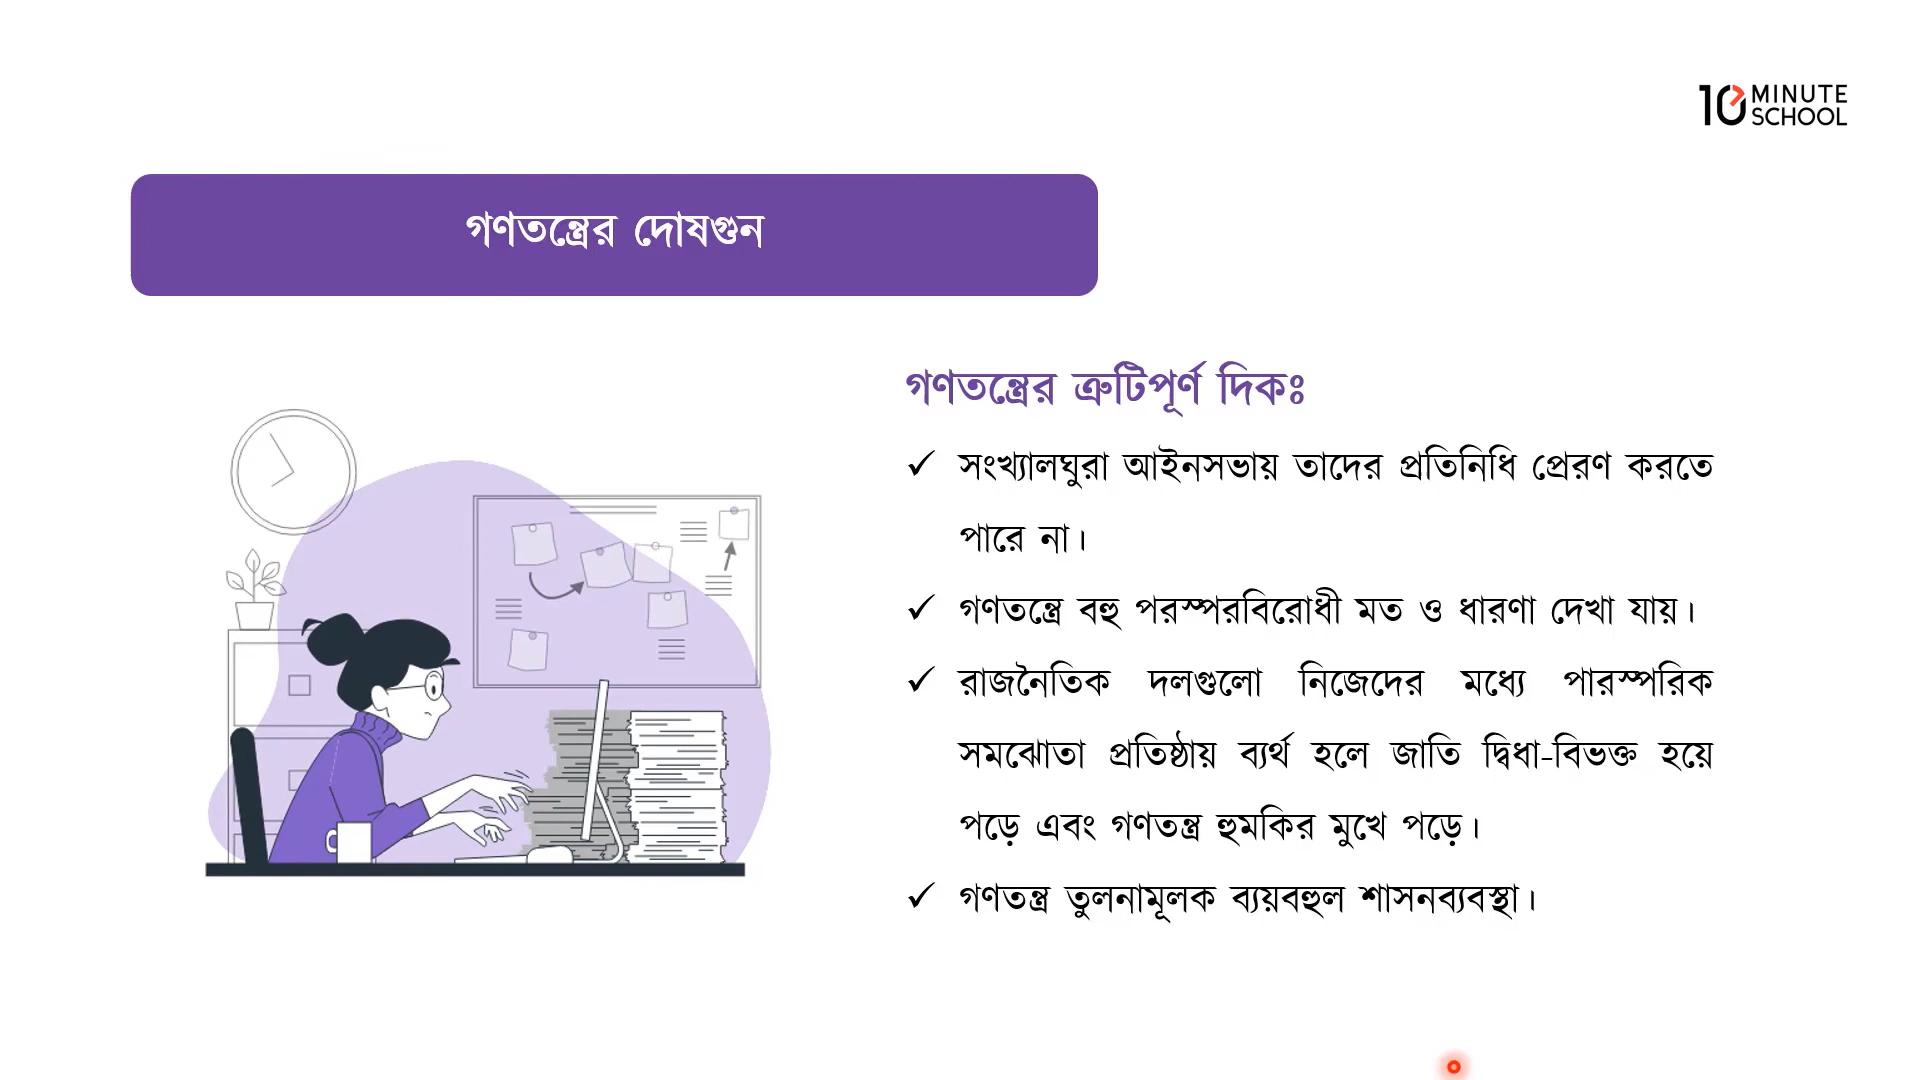 10 MINUTE
SCHOOL
গণতন্ত্রের দোষগুন
গণতন্ত্রের ত্রুটিপূর্ণ দিকঃ
✓ সংখ্যালঘুরা আইনসভায় তাদের প্রতিনিধি প্রেরণ করতে
পারে না।
✓ গণতন্ত্রে বহু পরস্পরবিরোধী মত ও ধারণা দেখা যায়।
✓ রাজনৈতিক দলগুলো নিজেদের মধ্যে পারস্পরিক
সমঝোতা প্রতিষ্ঠায় ব্যর্থ হলে জাতি দ্বিধা-বিভক্ত হয়ে
পড়ে এবং গণতন্ত্র হুমকির মুখে পড়ে।
✓ গণতন্ত্র তুলনামূলক ব্যয়বহুল শাসনব্যবস্থা।